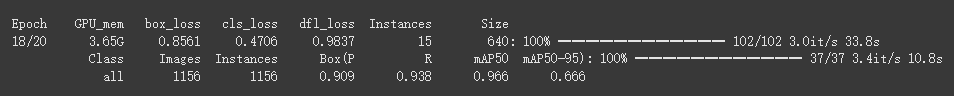 Epoch GPU_mem box_loss cls_loss dfl_loss Instances Size
18/20 3.65G 0.8561 0.4706 0.9837 15 640: 100% ━━━━━━━━━━━━ 102/102 3.0it/s 33.8s
Class Images Instances Box(P R mAP50 mAP50-95): 100% ━━━━━━━━━━━━ 37/37 3.4it/s 10.8s
all 1156 1156 0.909 0.938 0.966 0.666